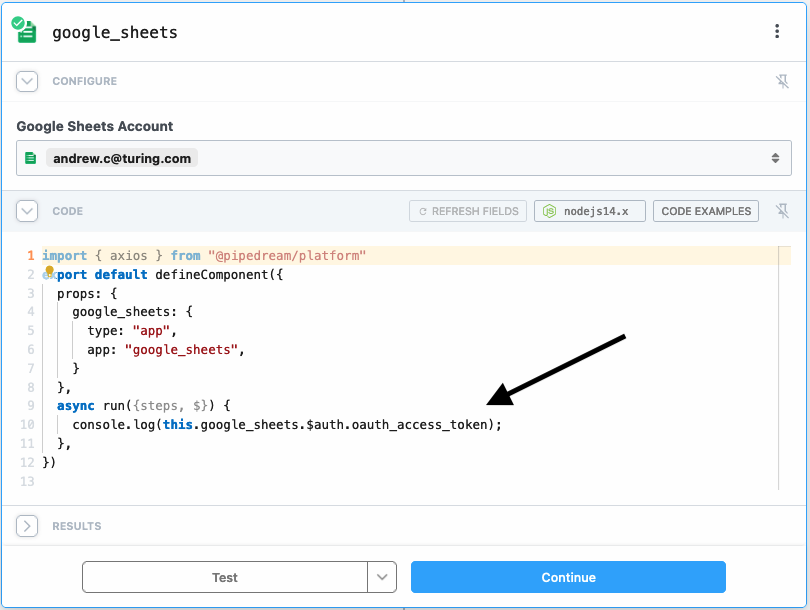 google_sheets
CONFIGURE
Google Sheets Account
andrew.c@turing.com
CODE
REFRESH FIELDS
nodejs14.x
CODE EXAMPLES
1 import { axios } from "@pipedream/platform"
2 export default defineComponent({
3   props: {
4     google_sheets: {
5       type: "app",
6       app: "google_sheets",
7     }
8   },
9   async run({steps, $}) {
10     console.log(this.google_sheets.$auth.oauth_access_token);
11   },
12 })
13
RESULTS
Test
Continue